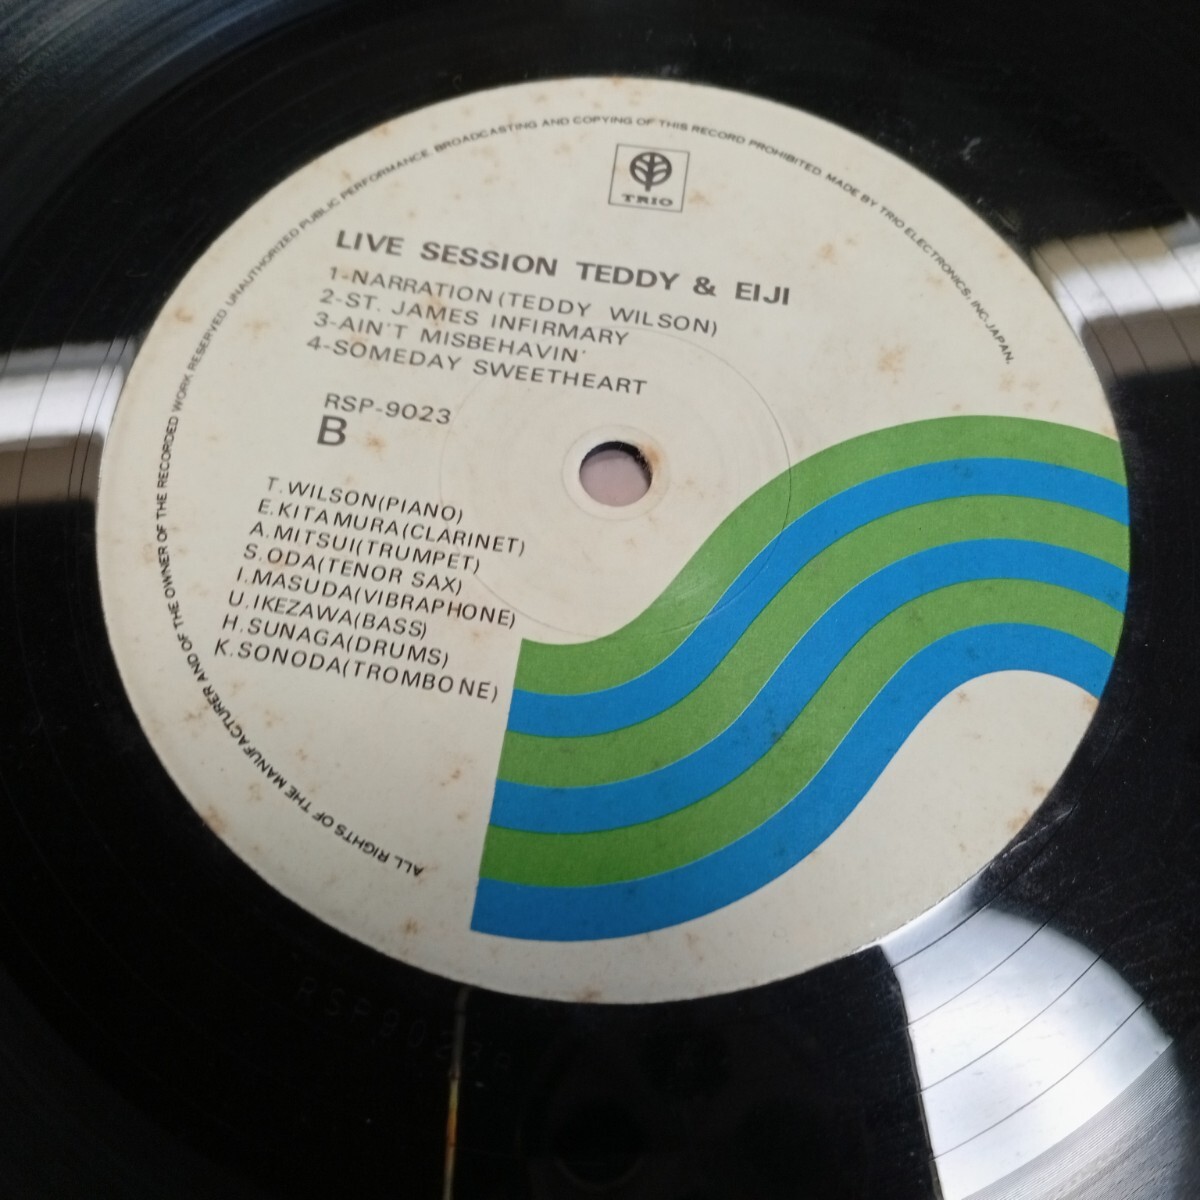 TRIO
LIVE SESSION TEDDY & EIJI
1-NARRATION(TEDDY WILSON)
2-ST. JAMES INFIRMARY
3-AIN'T MISBEHAVIN'
4-SOMEDAY SWEETHEART
RSP-9023
B
T.WILSON(PIANO)
E.KITAMURA(CLARINET)
A.MITSUI(TRUMPET)
S.ODA(TENOR SAX)
I.MASUDA(VIBRAPHONE)
U.IKEZAWA(BASS)
H.SUNAGA(DRUMS)
K.SONODA(TROMBONE)
ALL RIGHTS OF THE MANUFACTURER AND OF THE OWNER OF THE RECORDED WORK RESERVED UNAUTHORIZED PUBLIC PERFORMANCE. BROADCASTING AND COPYING OF THIS RECORD PROHIBITED. MADE BY TRIO ELECTRONICS, INC-JAPAN.